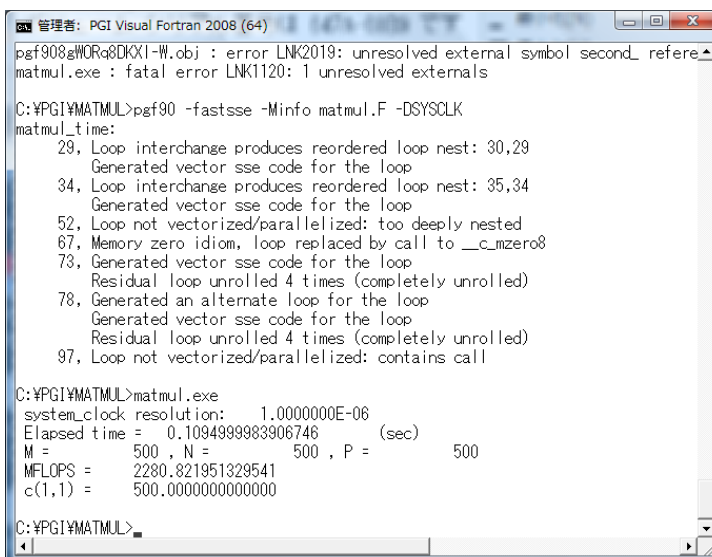 管理者: PGI Visual Fortran 2008 (64)
pgf908gWORq8DKXl-W.obj : error LNK2019: unresolved external symbol second_ refere
matmul.exe : fatal error LNK1120: 1 unresolved externals
C:¥PGI¥MATMUL>pgf90 -fastsse -Minfo matmul.F -DSYSCLK
matmul_time:
29, Loop interchange produces reordered loop nest: 30,29
Generated vector sse code for the loop
34, Loop interchange produces reordered loop nest: 35,34
Generated vector sse code for the loop
52, Loop not vectorized/parallelized: too deeply nested
67, Memory zero idiom, loop replaced by call to __c_mzero8
73, Generated vector sse code for the loop
Residual loop unrolled 4 times (completely unrolled)
78, Generated an alternate loop for the loop
Generated vector sse code for the loop
Residual loop unrolled 4 times (completely unrolled)
97, Loop not vectorized/parallelized: contains call
C:¥PGI¥MATMUL>matmul.exe
system_clock resolution: 1.0000000E-06
Elapsed time = 0.1094999983906746 (sec)
M = 500 , N = 500 , P = 500
MFLOPS = 2280.821951329541
c(1,1) = 500.0000000000000
C:¥PGI¥MATMUL>_